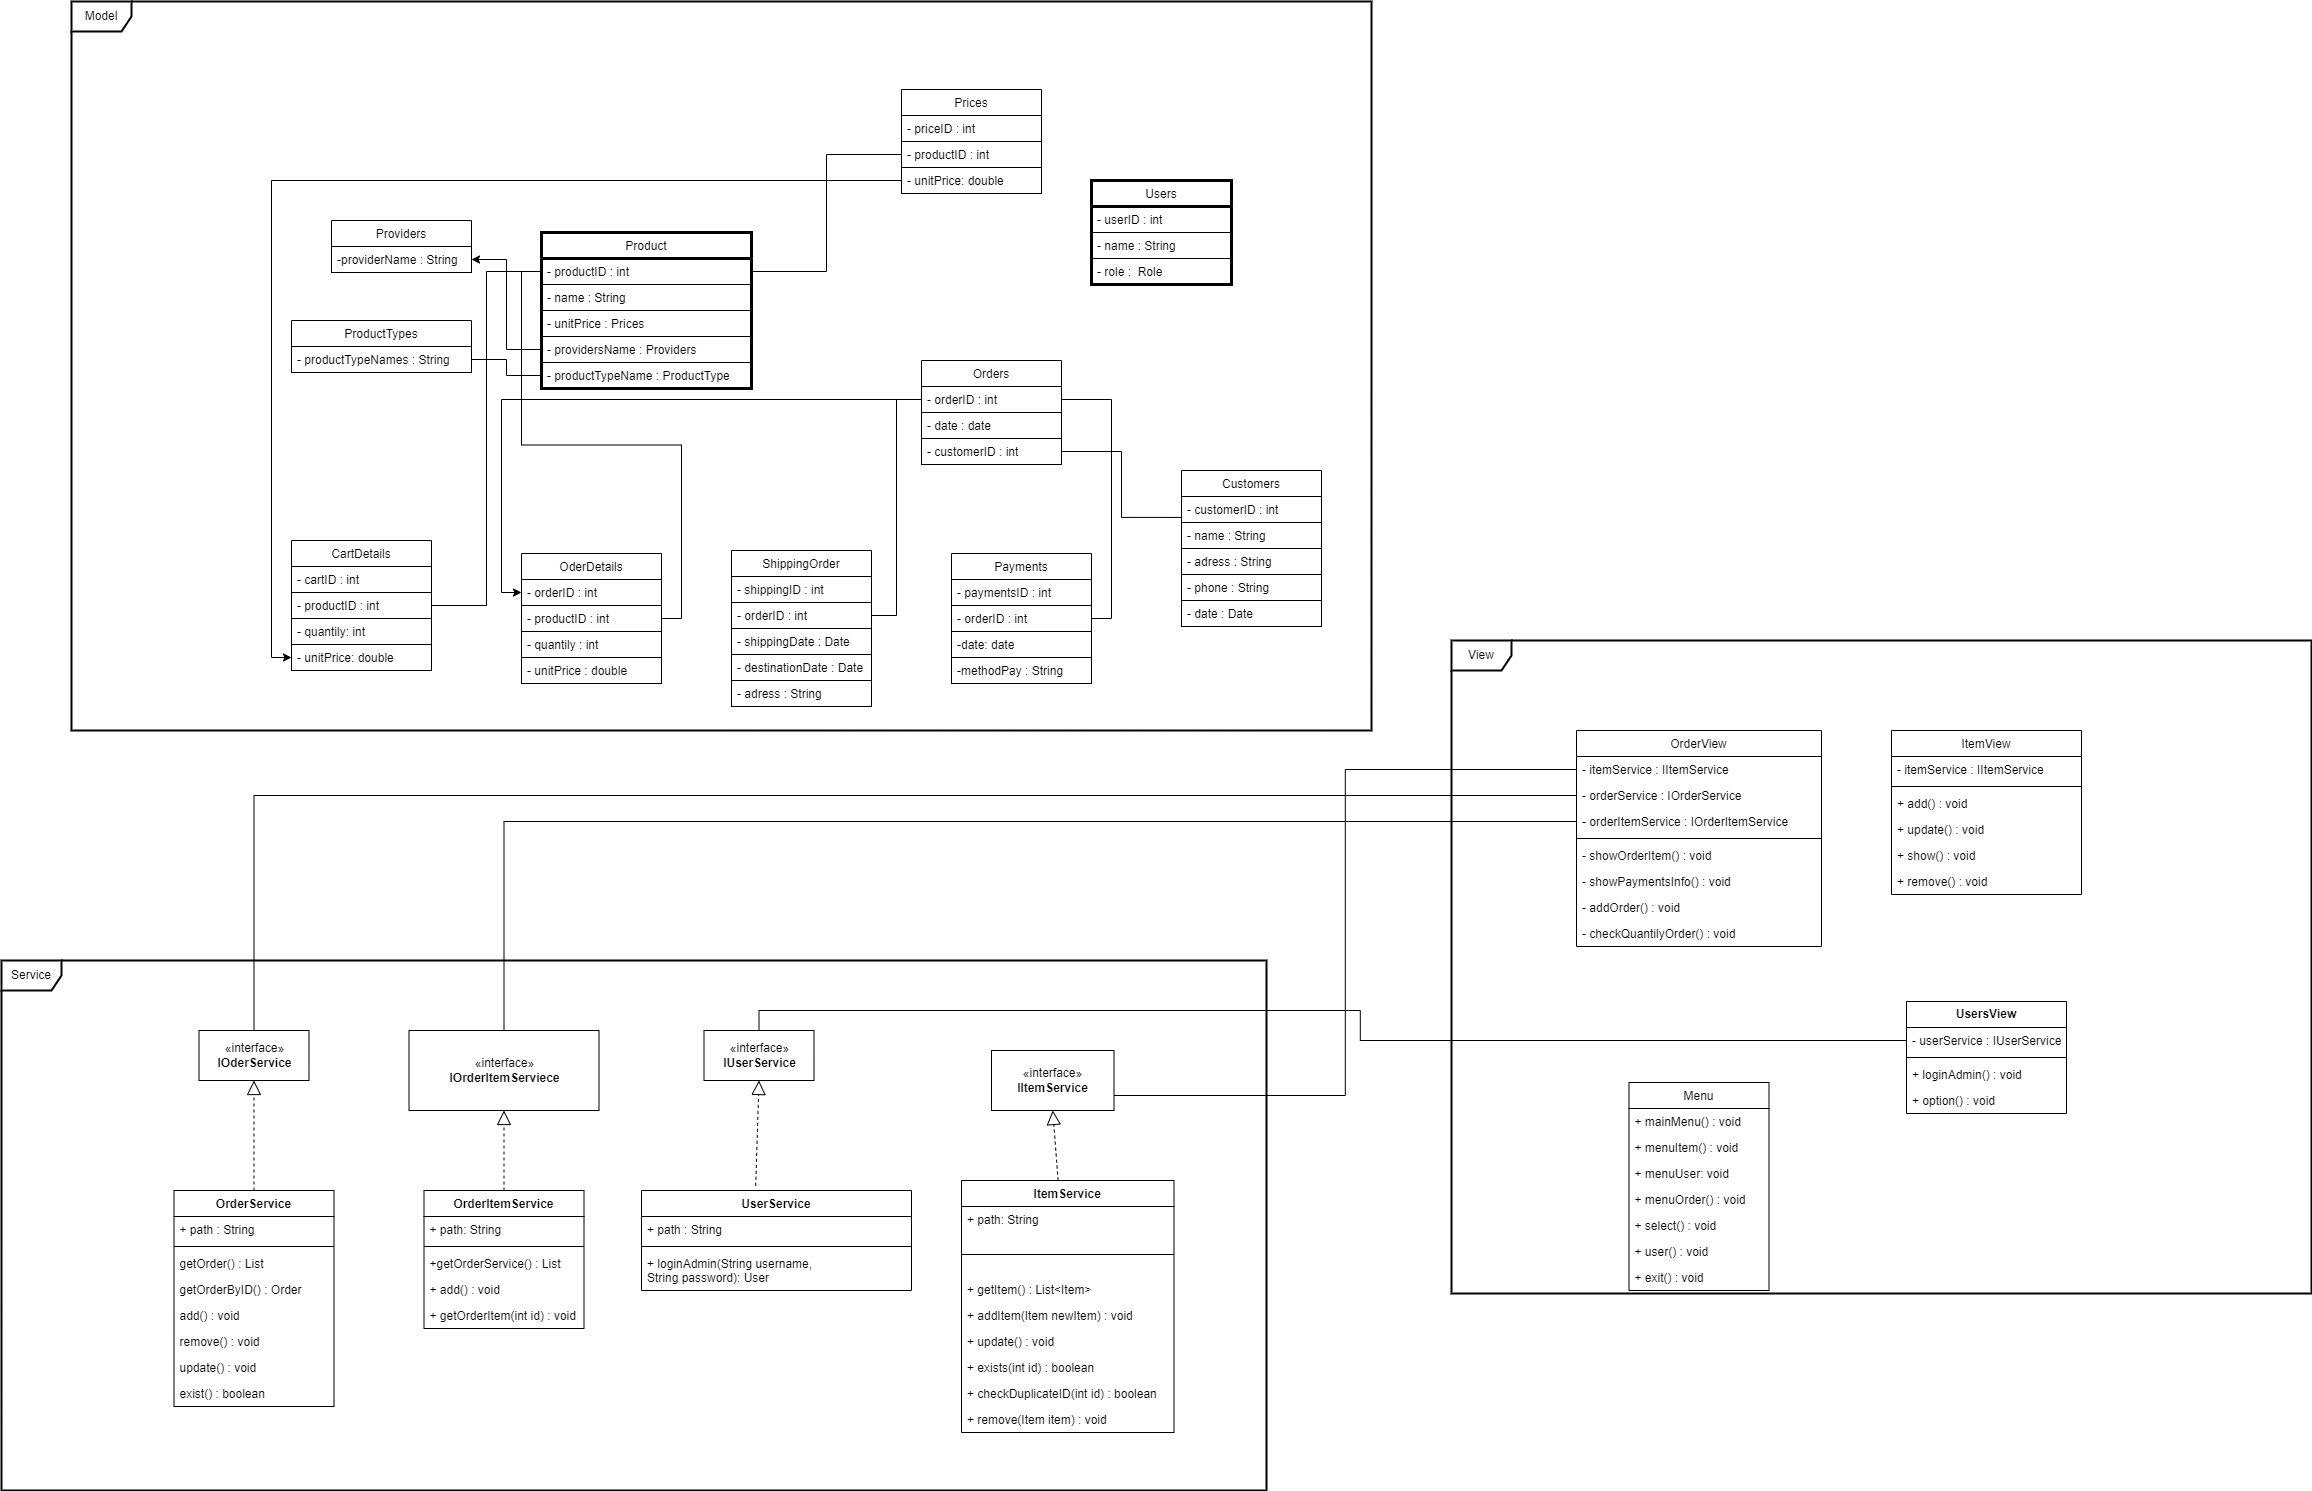 Model
Prices
- priceID : int
- productID : int
- unitPrice: double
Users
- userID : int
- name : String
- role :  Role
Providers
-providerName : String
Product
- productID : int
- name : String
- unitPrice : Prices
- providersName : Providers
- productTypeName : ProductType
ProductTypes
- productTypeNames : String
Orders
- orderID : int
- date : date
- customerID : int
Customers
- customerID : int
- name : String
- adress : String
- phone : String
- date : Date
CartDetails
- cartID : int
- productID : int
- quantily: int
- unitPrice: double
OderDetails
- orderID : int
- productID : int
- quantily : int
- unitPrice : double
ShippingOrder
- shippingID : int
- orderID : int
- shippingDate : Date
- destinationDate : Date
- adress : String
Payments
- paymentsID : int
- orderID : int
-date: date
-methodPay : String
View
OrderView
- itemService : IItemService
- orderService : IOrderService
- orderItemService : IOrderItemService
- showOrderItem() : void
- showPaymentsInfo() : void
- addOrder() : void
- checkQuantilyOrder() : void
ItemView
- itemService : IItemService
+ add() : void
+ update() : void
+ show() : void
+ remove() : void
UsersView
- userService : IUserService
+ loginAdmin() : void
+ option() : void
Menu
+ mainMenu() : void
+ menuItem() : void
+ menuUser: void
+ menuOrder() : void
+ select() : void
+ user() : void
+ exit() : void
Service
«interface»
IOderService
«interface»
IOrderItemServiece
«interface»
IUserService
«interface»
IItemService
OrderService
+ path : String
getOrder() : List
getOrderByID() : Order
add() : void
remove() : void
update() : void
exist() : boolean
OrderItemService
+ path: String
+getOrderService() : List
+ add() : void
+ getOrderItem(int id) : void
UserService
+ path : String
+ loginAdmin(String username,
String password): User
ItemService
+ path: String
+ getItem() : List<Item>
+ addItem(Item newItem) : void
+ update() : void
+ exists(int id) : boolean
+ checkDuplicateID(int id) : boolean
+ remove(Item item) : void